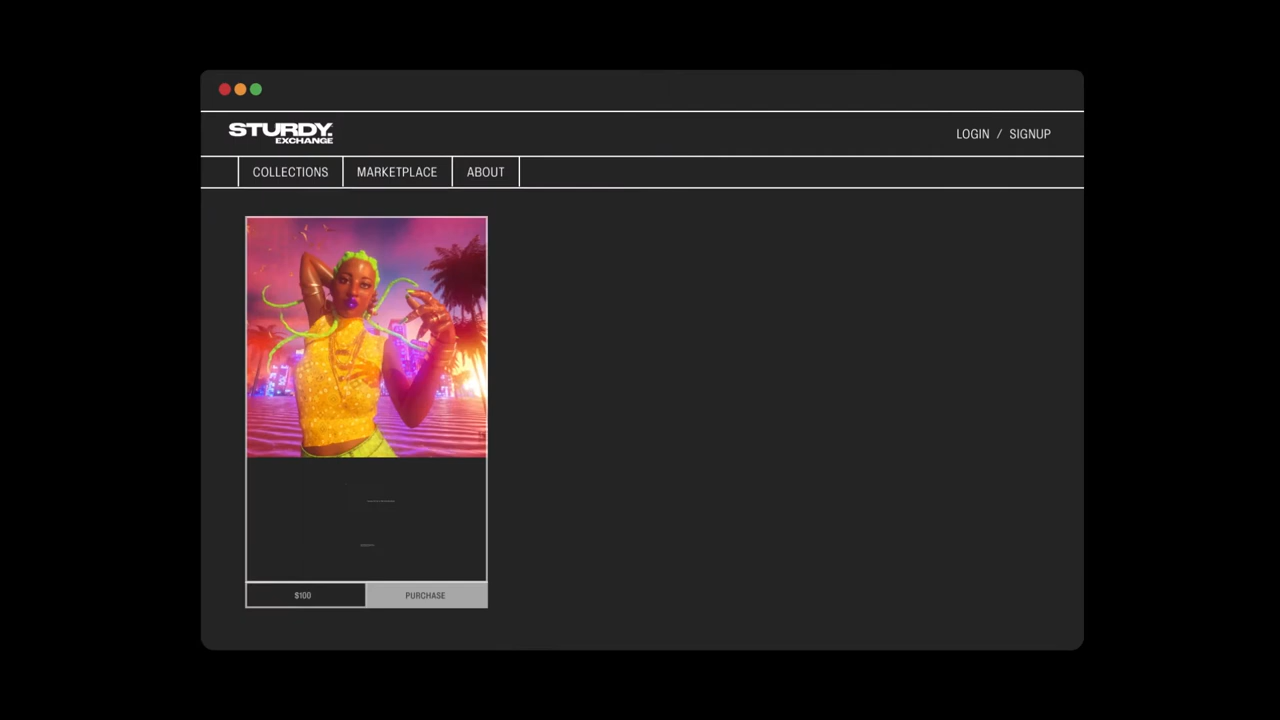 STURDY.
EXCHANGE
LOGIN / SIGNUP
COLLECTIONS
MARKETPLACE
ABOUT
$100
PURCHASE